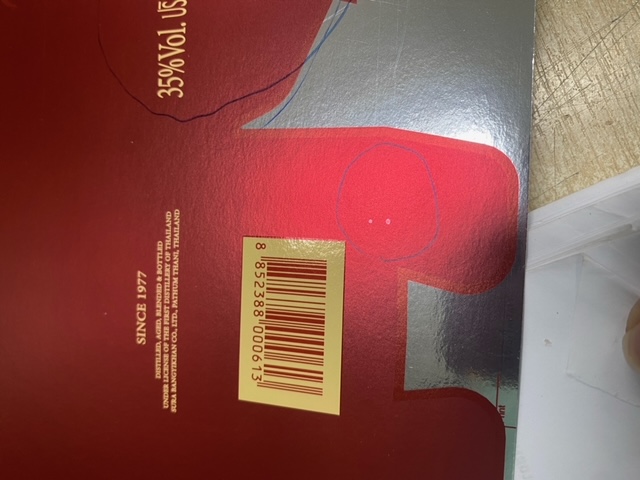 35%Vol.
SINCE 1977
DISTILLED, AGED, BLENDED & BOTTLED
UNDER LICENSE OF THE FIRST DISTILLERY OF THAILAND
SURA BANGYIKHAN CO., LTD., PATHUM THANI, THAILAND
8 852388 000613